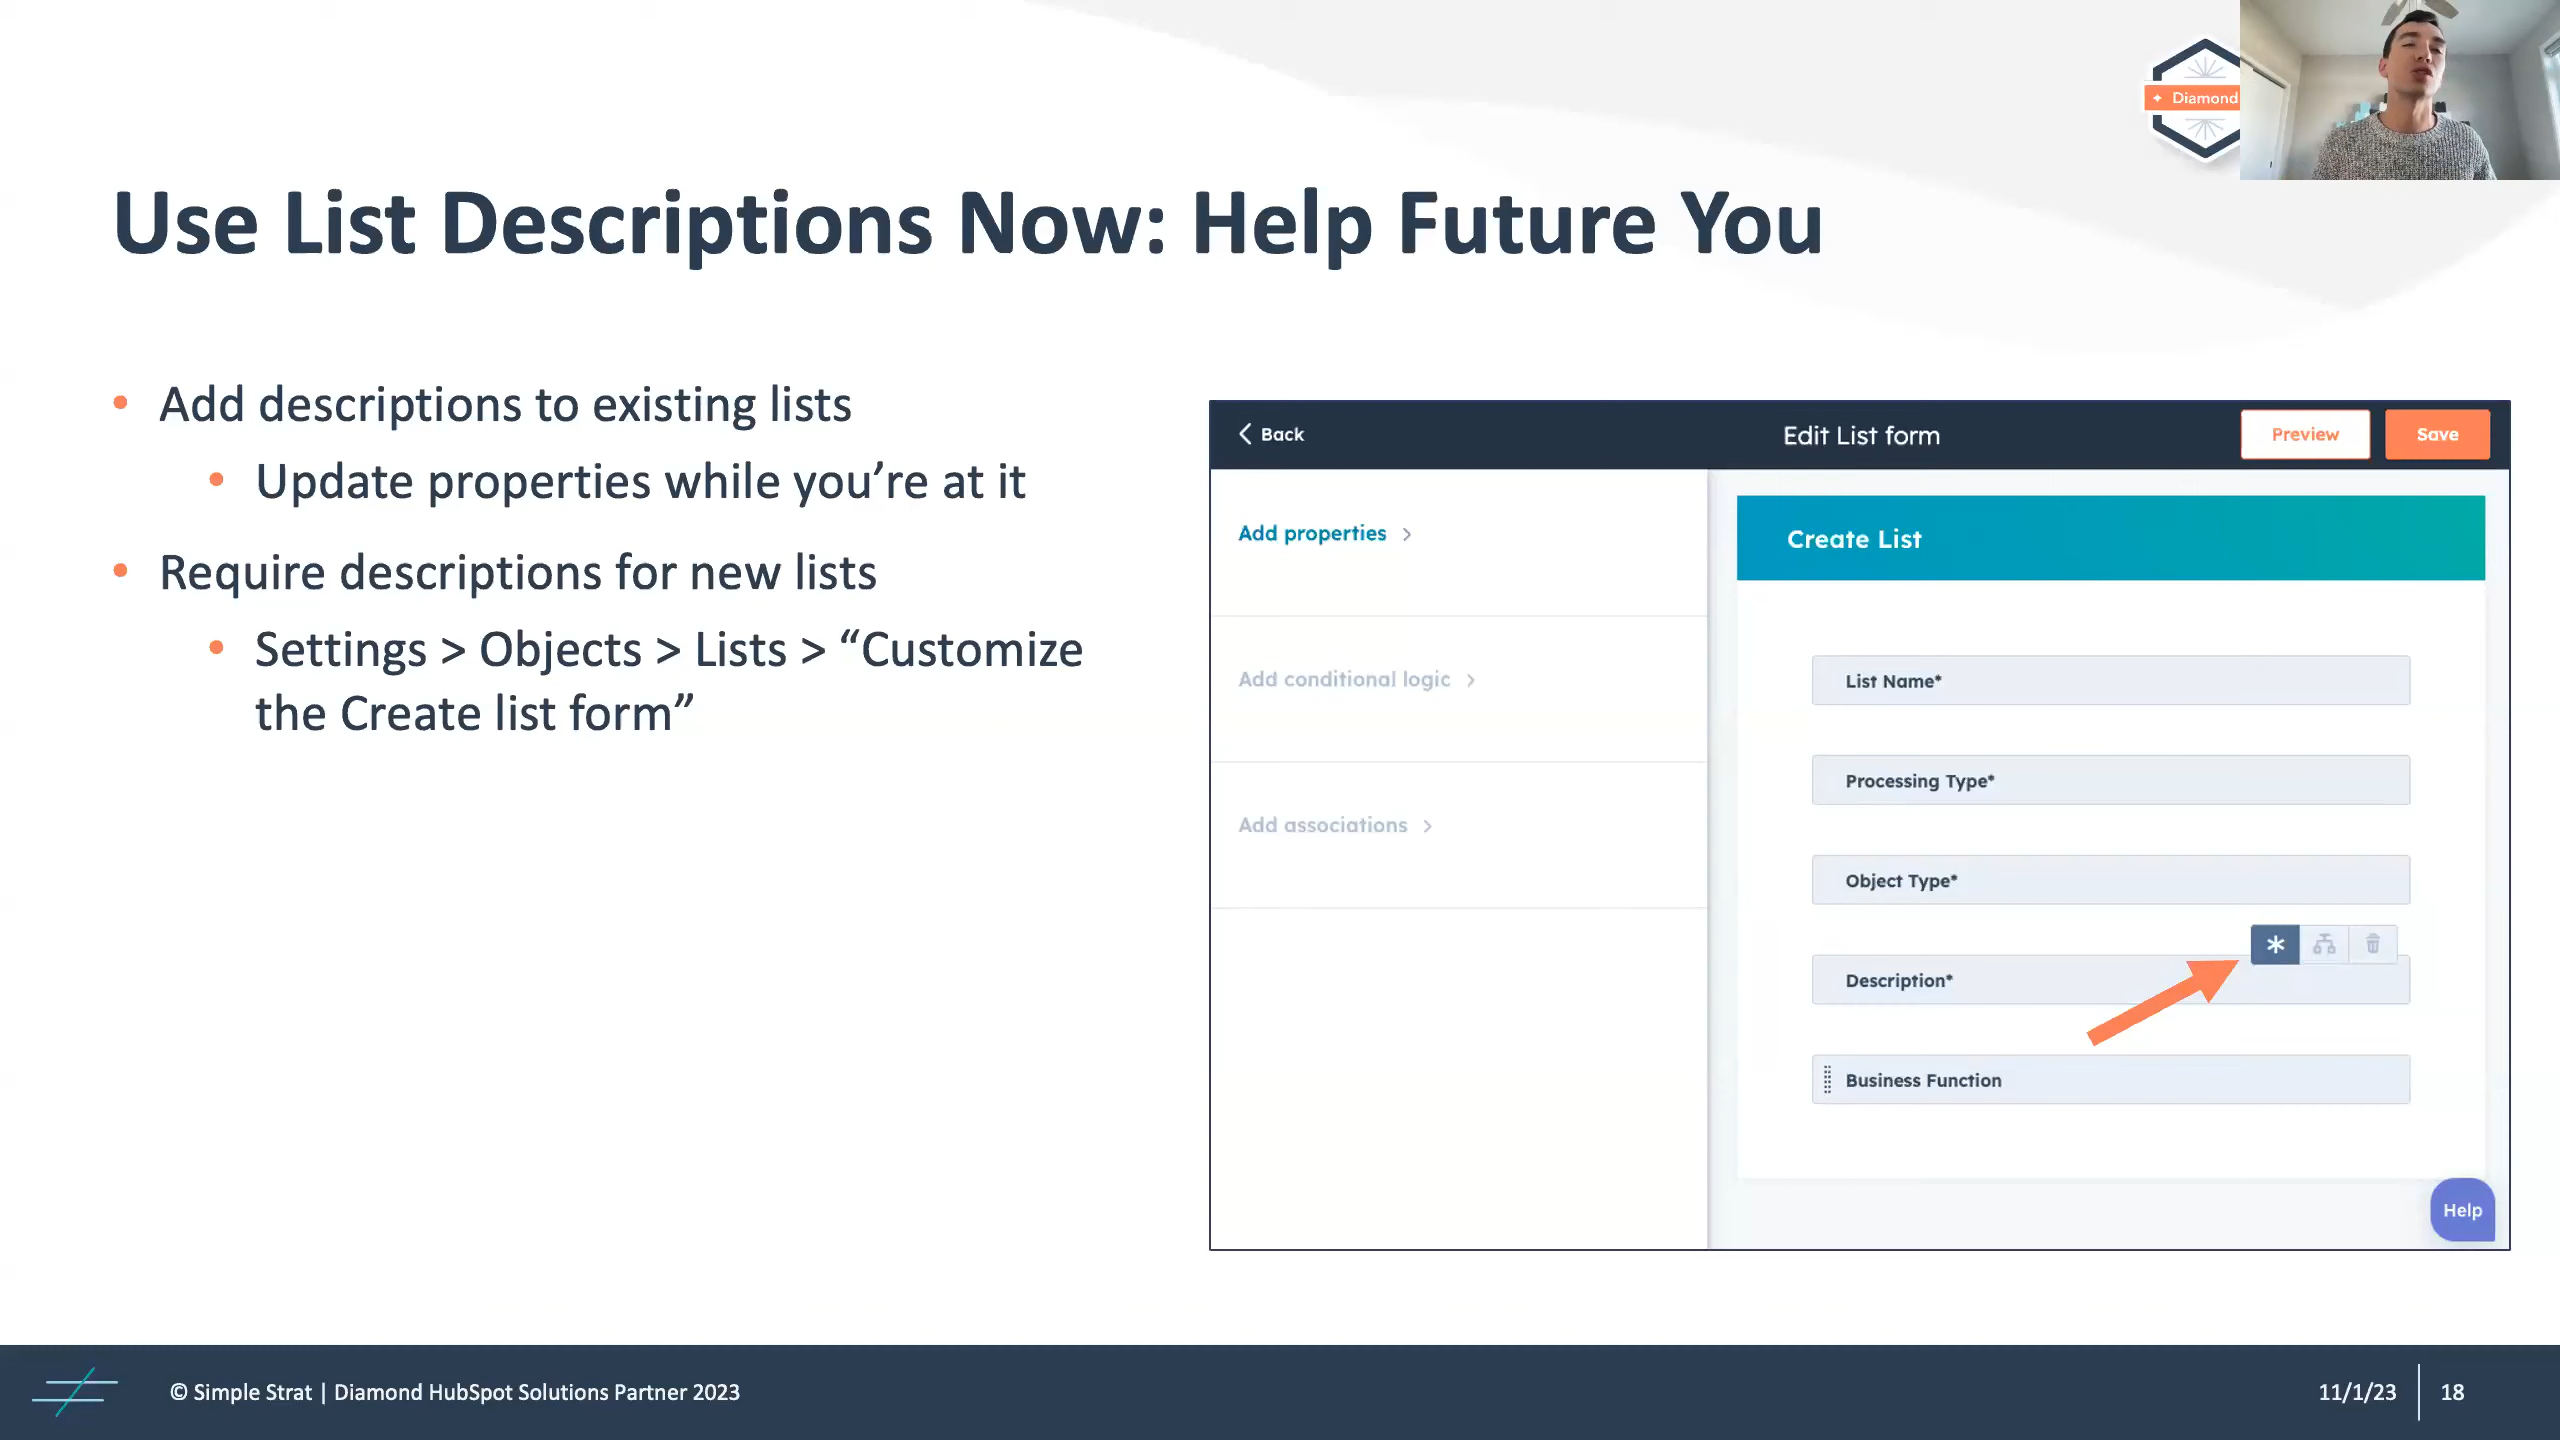 Diamond
Use List Descriptions Now: Help Future You
• Add descriptions to existing lists
• Update properties while you’re at it
• Require descriptions for new lists
• Settings > Objects > Lists > “Customize
the Create list form”
Back
Edit List form
Preview
Save
Add properties
Add conditional logic
Add associations
Create List
List Name*
Processing Type*
Object Type*
Description*
Business Function
Help
© Simple Strat | Diamond HubSpot Solutions Partner 2023
11/1/23
18